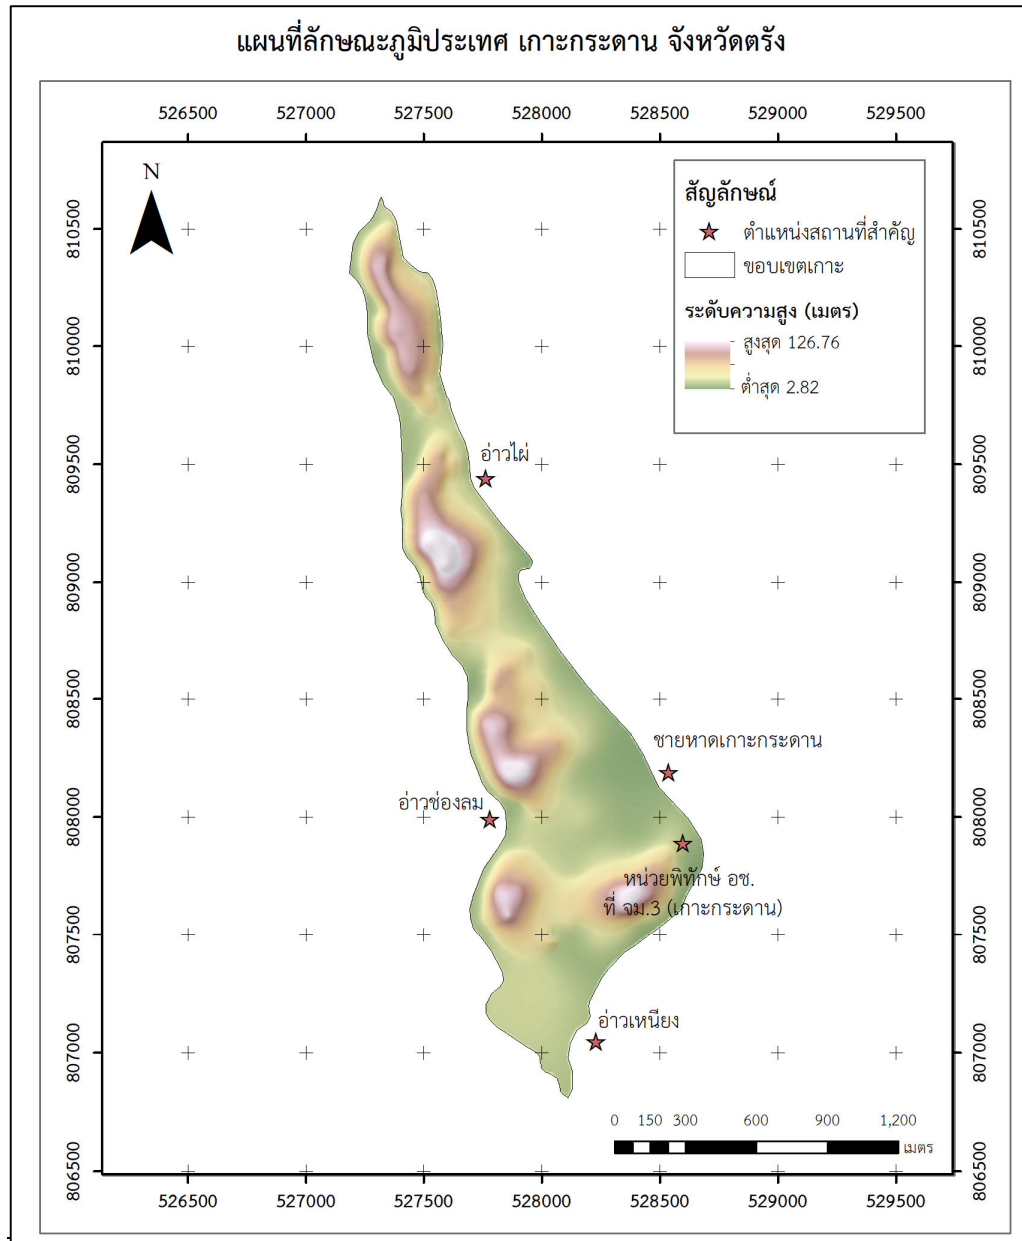 แผนที่ลักษณะภูมิประเทศ เกาะกระดาน จังหวัดตรัง
526500 527000 527500 528000 528500 529000 529500
N
สัญลักษณ์
ตำแหน่งสถานที่สำคัญ
ขอบเขตเกาะ
ระดับความสูง (เมตร)
สูงสุด 126.76
ต่ำสุด 2.82
810500 810500
810000 810000
809500 809500
809000 809000
808500 808500
808000 808000
807500 807500
807000 807000
806500 806500
อ่าวไผ่
ชายหาดเกาะกระดาน
อ่าวช่องลม
หน่วยพิทักษ์ อช.
ที่ จม.3 (เกาะกระดาน)
อ่าวเหนียง
0 150 300 600 900 1,200
เมตร
526500 527000 527500 528000 528500 529000 529500